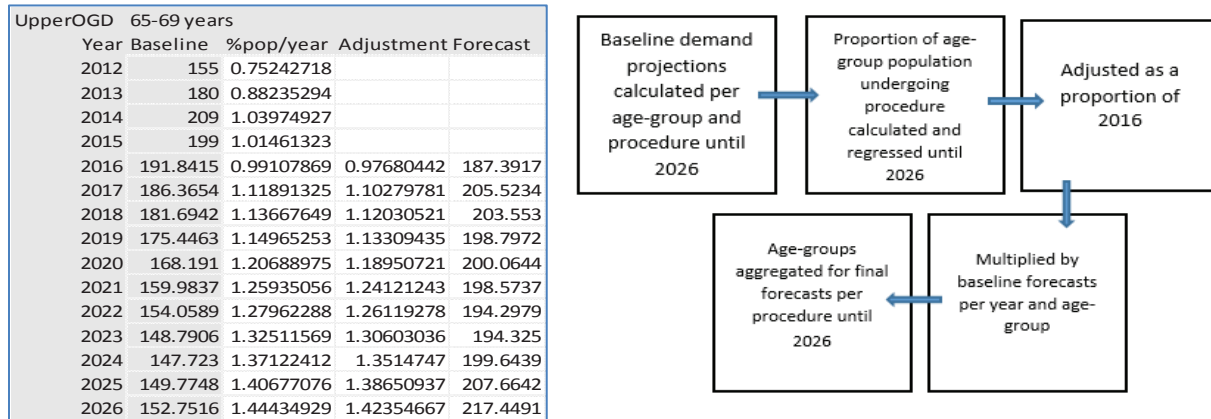 UpperOGD 65-69 years
Year Baseline %pop/year Adjustment Forecast
2012 155 0.75242718
2013 180 0.88235294
2014 209 1.03974927
2015 199 1.01461323
2016 191.8415 0.99107869 0.97680442 187.3917
2017 186.3654 1.11891325 1.10279781 205.5234
2018 181.6942 1.13667649 1.12030521 203.553
2019 175.4463 1.14965253 1.13309435 198.7972
2020 168.191 1.20688975 1.18950721 200.0644
2021 159.9837 1.25935056 1.24121243 198.5737
2022 154.0589 1.27962288 1.26119278 194.2979
2023 148.7906 1.32511569 1.30603036 194.325
2024 147.723 1.37122412 1.3514747 199.6439
2025 149.7748 1.40677076 1.38650937 207.6642
2026 152.7516 1.44434929 1.42354667 217.4491
Baseline demand
projections
calculated per
age-group and
procedure until
2026
Proportion of age-
group population
undergoing
procedure
calculated and
regressed until
2026
Adjusted as a
proportion of
2016
Multiplied by
baseline forecasts
per year and age-
group
Age-groups
aggregated for final
forecasts per
procedure until
2026